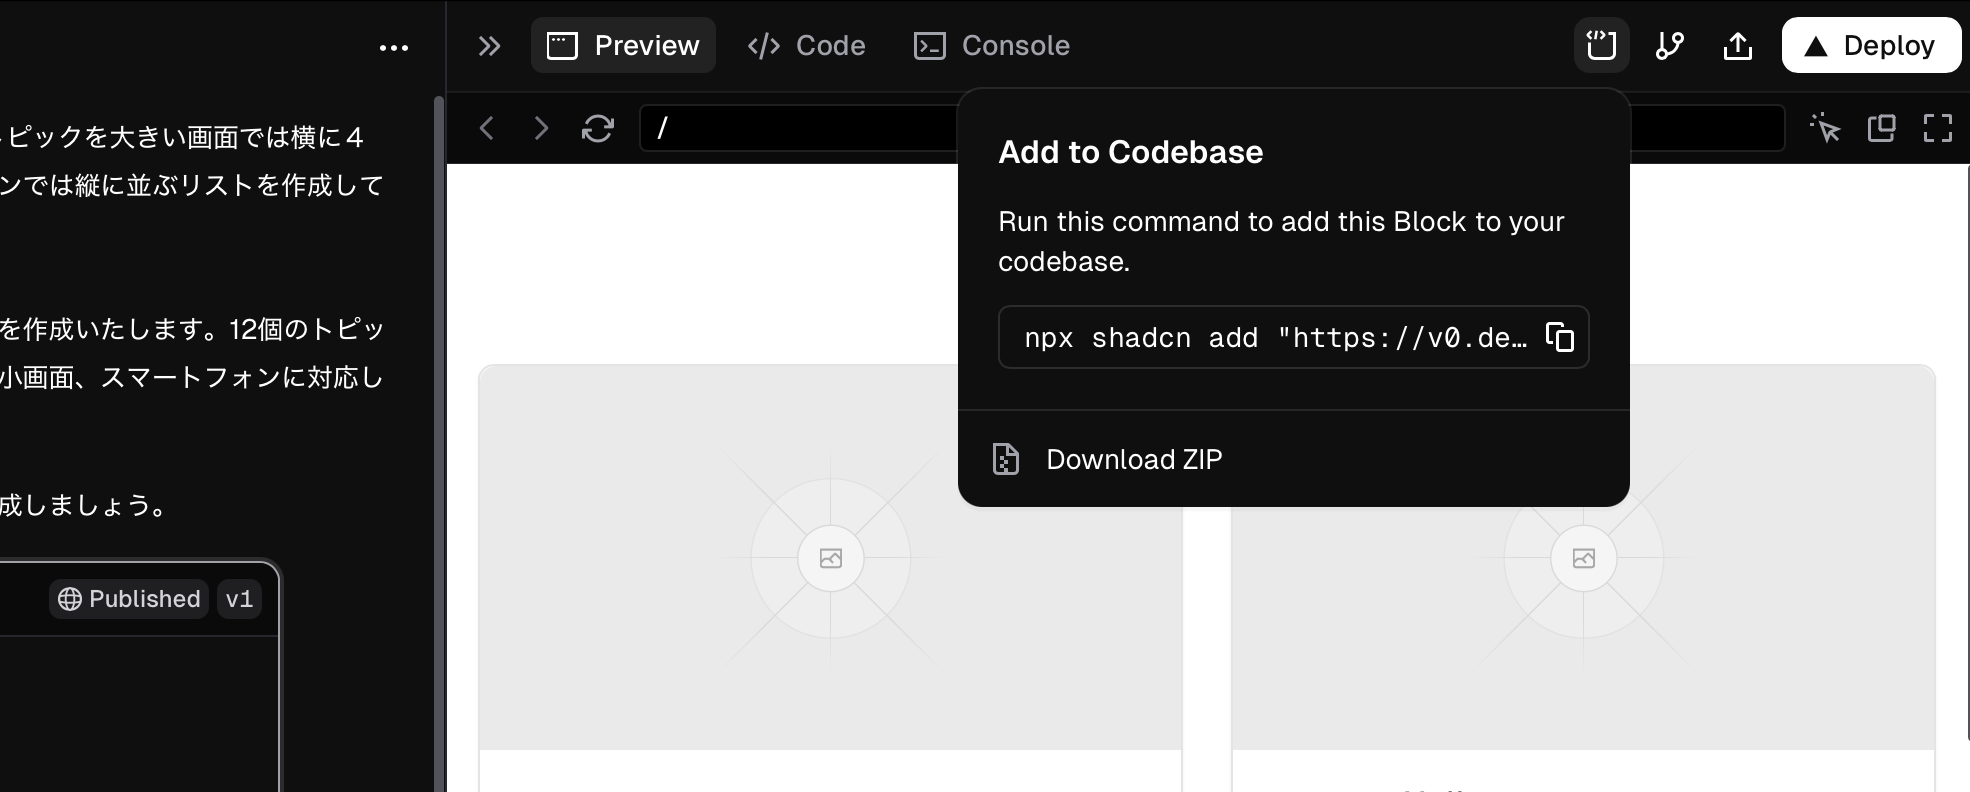 Preview
Code
Console
Deploy
/
ピックを大きい画面では横に４
ンでは縦に並ぶリストを作成して
を作成いたします。12個のトピッ
小画面、スマートフォンに対応し
成しましょう。
Published
v1
Add to Codebase
Run this command to add this Block to your
codebase.
npx shadcn add "https://v0.de…
Download ZIP